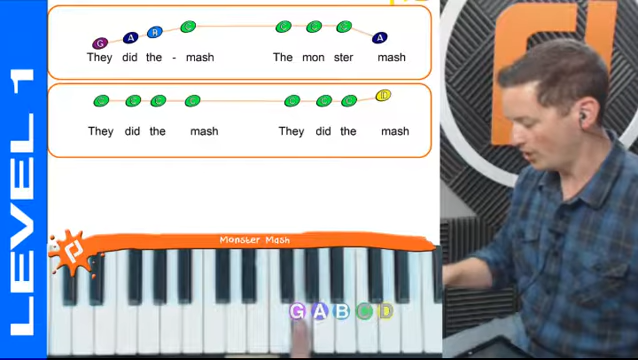 G A B C C C C A
They did the - mash The mon ster mash
C C C C C C C D
They did the mash They did the mash
LEVEL 1
Monster Mash
G A B C D